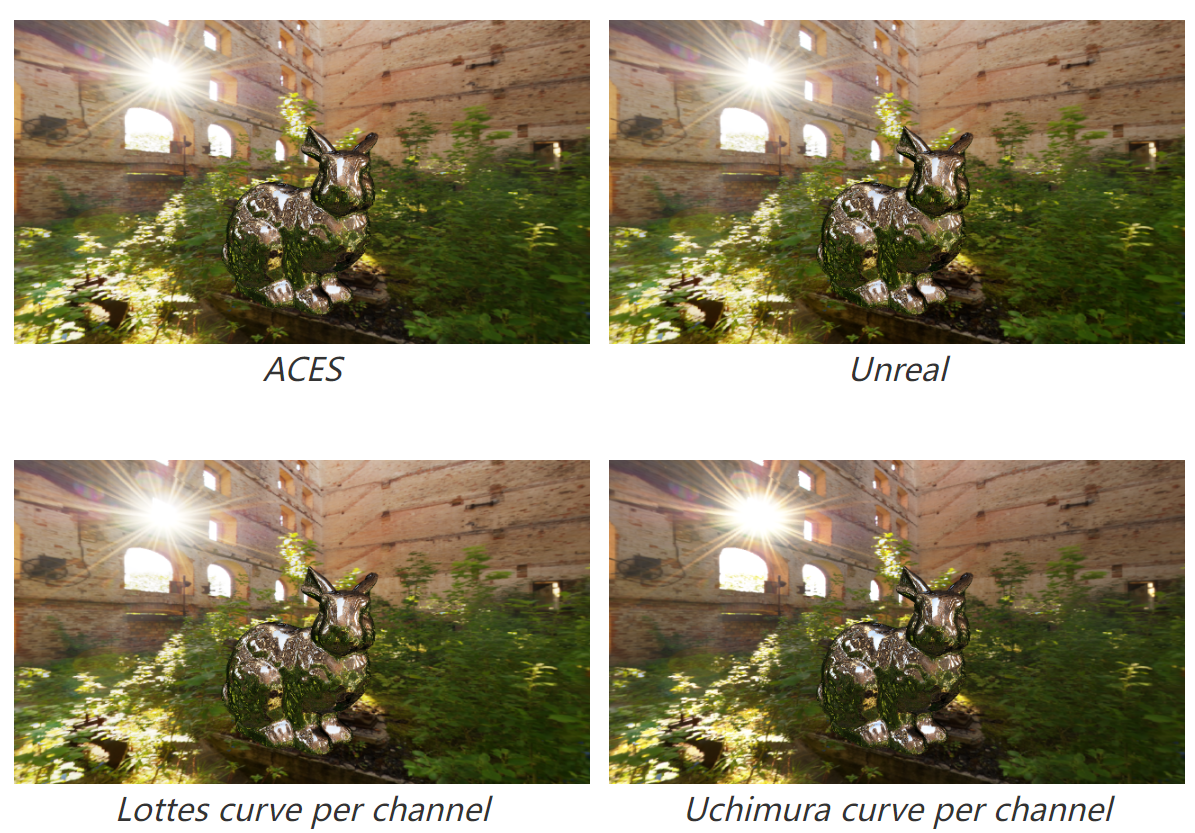 ACES
Unreal
Lottes curve per channel
Uchimura curve per channel